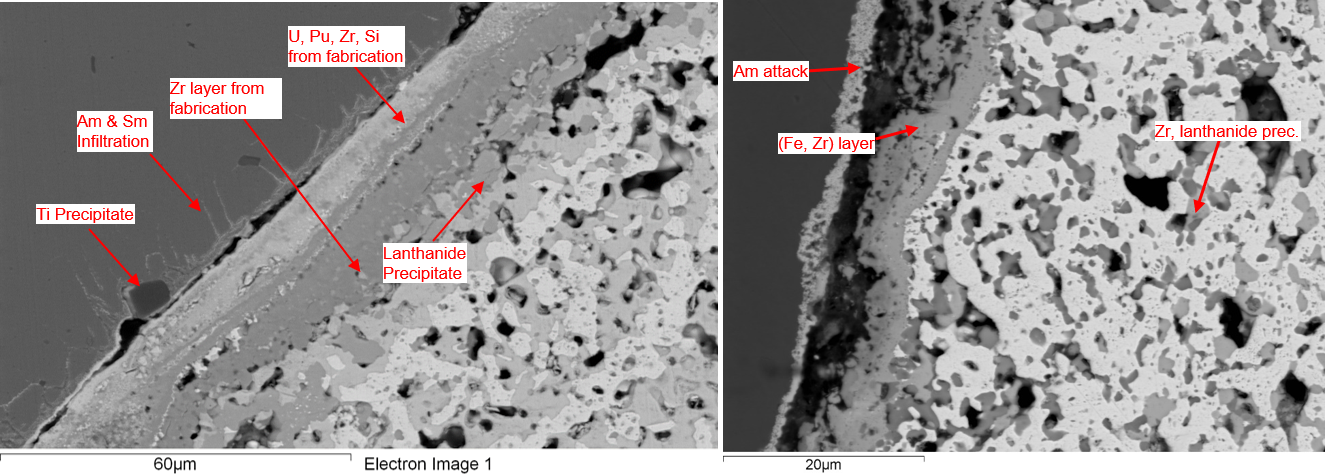 U, Pu, Zr, Si
from fabrication
Zr layer from
fabrication
Am & Sm
Infiltration
Ti Precipitate
Lanthanide
Precipitate
60μm
Electron Image 1
Am attack
(Fe, Zr) layer
Zr, lanthanide prec.
20μm